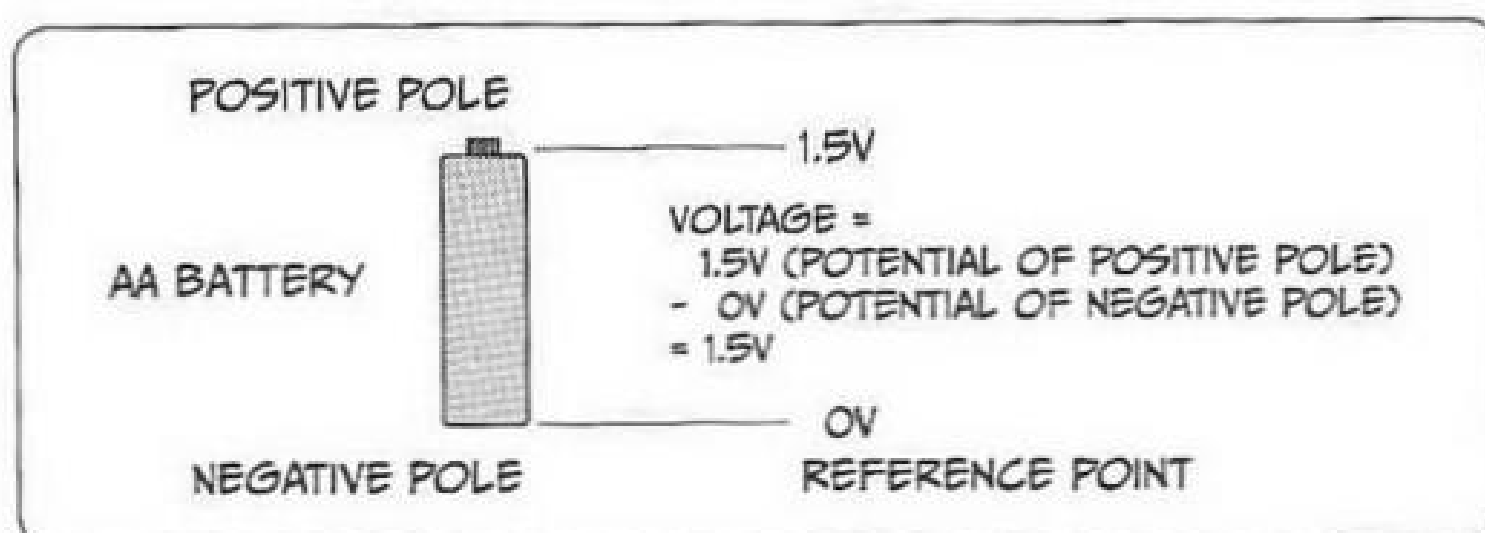 POSITIVE POLE
1.5V
VOLTAGE =
1.5V (POTENTIAL OF POSITIVE POLE)
AA BATTERY
- 0V (POTENTIAL OF NEGATIVE POLE)
= 1.5V
0V
NEGATIVE POLE
REFERENCE POINT